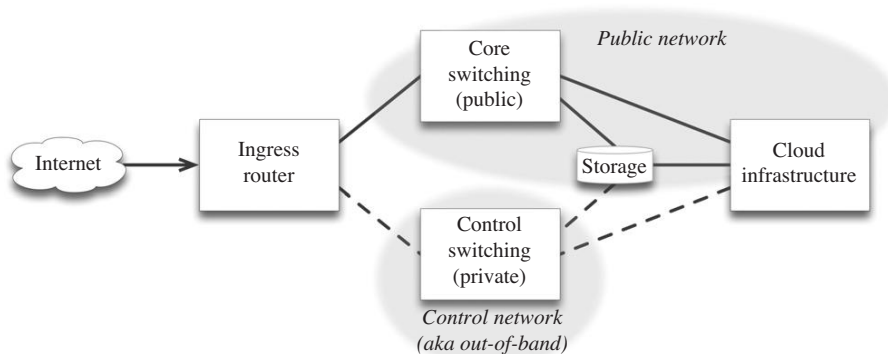 Core
switching
(public)
Public network
Internet
Ingress
router
Storage
Cloud
infrastructure
Control
switching
(private)
Control network
(aka out-of-band)